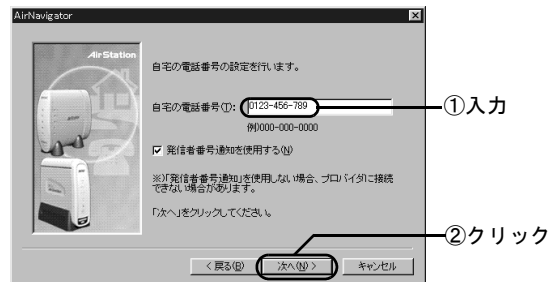 AirNavigator
AirStation
自宅の電話番号の設定を行います。
自宅の電話番号(T): 0123-456-789
①入力
例)000-000-0000
発信者番号通知を使用する(N)
※)「発信者番号通知」を使用しない場合、プロバイダに接続
できない場合があります。
「次へ」をクリックしてください。
②クリック
< 戻る(B)
次へ(N) >
キャンセル